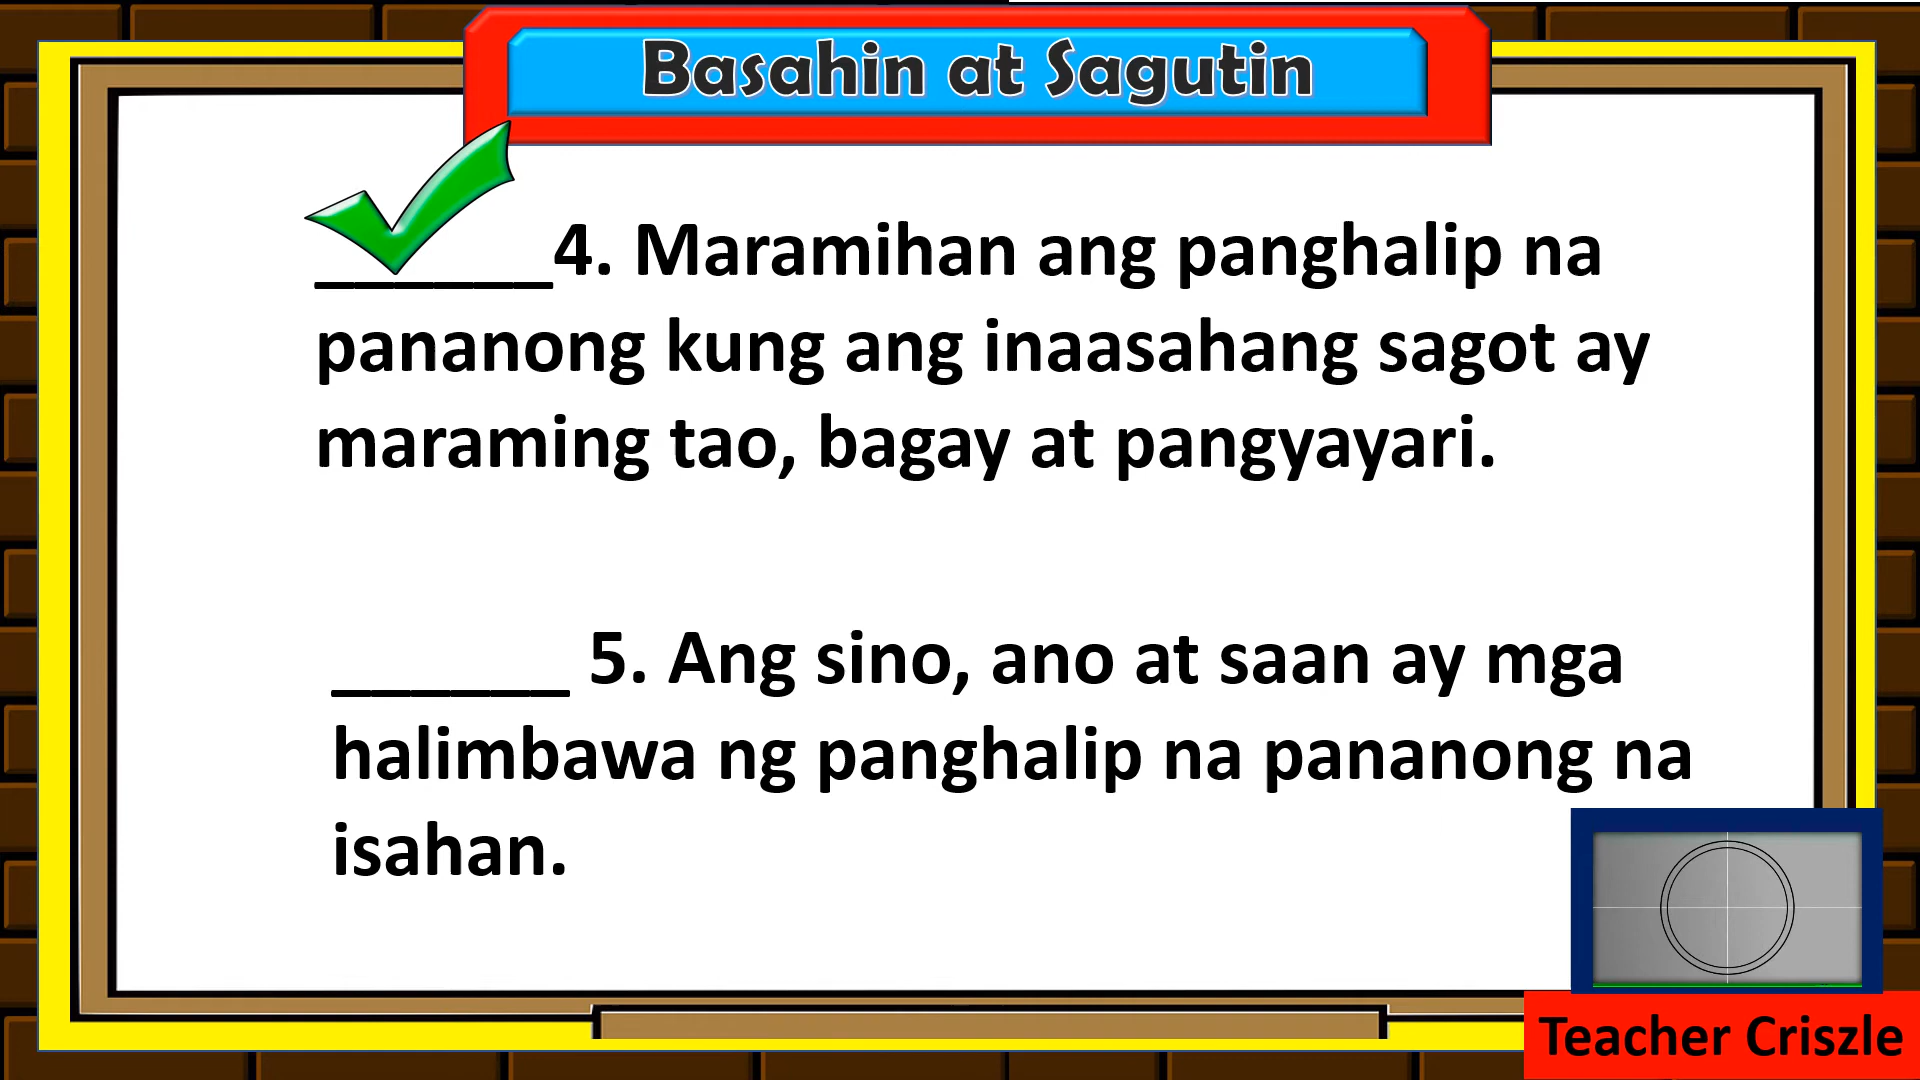 Basahin at Sagutin
______4. Maramihan ang panghalip na
pananong kung ang inaasahang sagot ay
maraming tao, bagay at pangyayari.
______ 5. Ang sino, ano at saan ay mga
halimbawa ng panghalip na pananong na
isahan.
Teacher Criszle